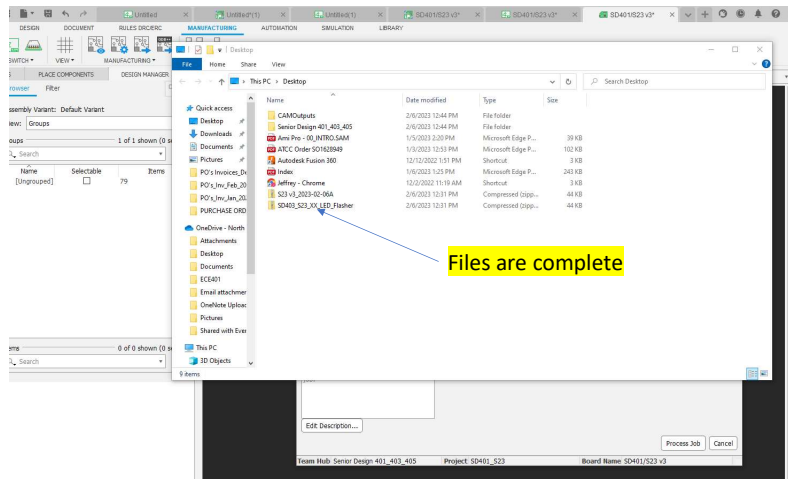 Untitled
Untitled*(1)
Untitled(1)
SD401/S23 v3*
SD401/S23 v3*
SD401/S23 v3*
DESIGN DOCUMENT RULES DRC/ERC MANUFACTURING AUTOMATION SIMULATION LIBRARY
SWITCH VIEW MANUFACTURING
PLACE COMPONENTS DESIGN MANAGER
Filter
Assembly Variant: Default Variant
Groups
1 of 1 shown (0 s
Search
Name Selectable Items
[Ungrouped] 79
0 of 0 shown (0 s
Search
Desktop
File Home Share View
This PC Desktop
Search Desktop
Name Date modified Type Size
Quick access
Desktop
Downloads
Documents
Pictures
PO's Invoices_De
PO's_Inv_Feb_20
PO's_Inv_Jan_20
PURCHASE ORD
OneDrive - North
Attachments
Desktop
Documents
ECE401
Email attachmen
OneNote Uploac
Pictures
Shared with Ever
This PC
3D Objects
CAMOutputs 2/6/2023 12:44 PM File folder
Senior Design 401_403_405 2/6/2023 12:44 PM File folder
Ami Pro - 00_INTRO.SAM 1/5/2023 2:20 PM Microsoft Edge P... 39 KB
ATCC Order SO1628949 1/3/2023 12:53 PM Microsoft Edge P... 102 KB
Autodesk Fusion 360 12/12/2022 1:51 PM Shortcut 3 KB
Index 1/6/2023 1:25 PM Microsoft Edge P... 243 KB
Jeffrey - Chrome 12/2/2022 11:19 AM Shortcut 3 KB
S23 v3_2023-02-06A 2/6/2023 12:31 PM Compressed (zipp... 44 KB
SD403_S23_XX_LED_Flasher 2/6/2023 12:31 PM Compressed (zipp... 44 KB
Files are complete
9 items
Edit Description...
Process Job Cancel
Team Hub Senior Design 401_403_405 Project SD401_S23 Board Name SD401/S23 v3